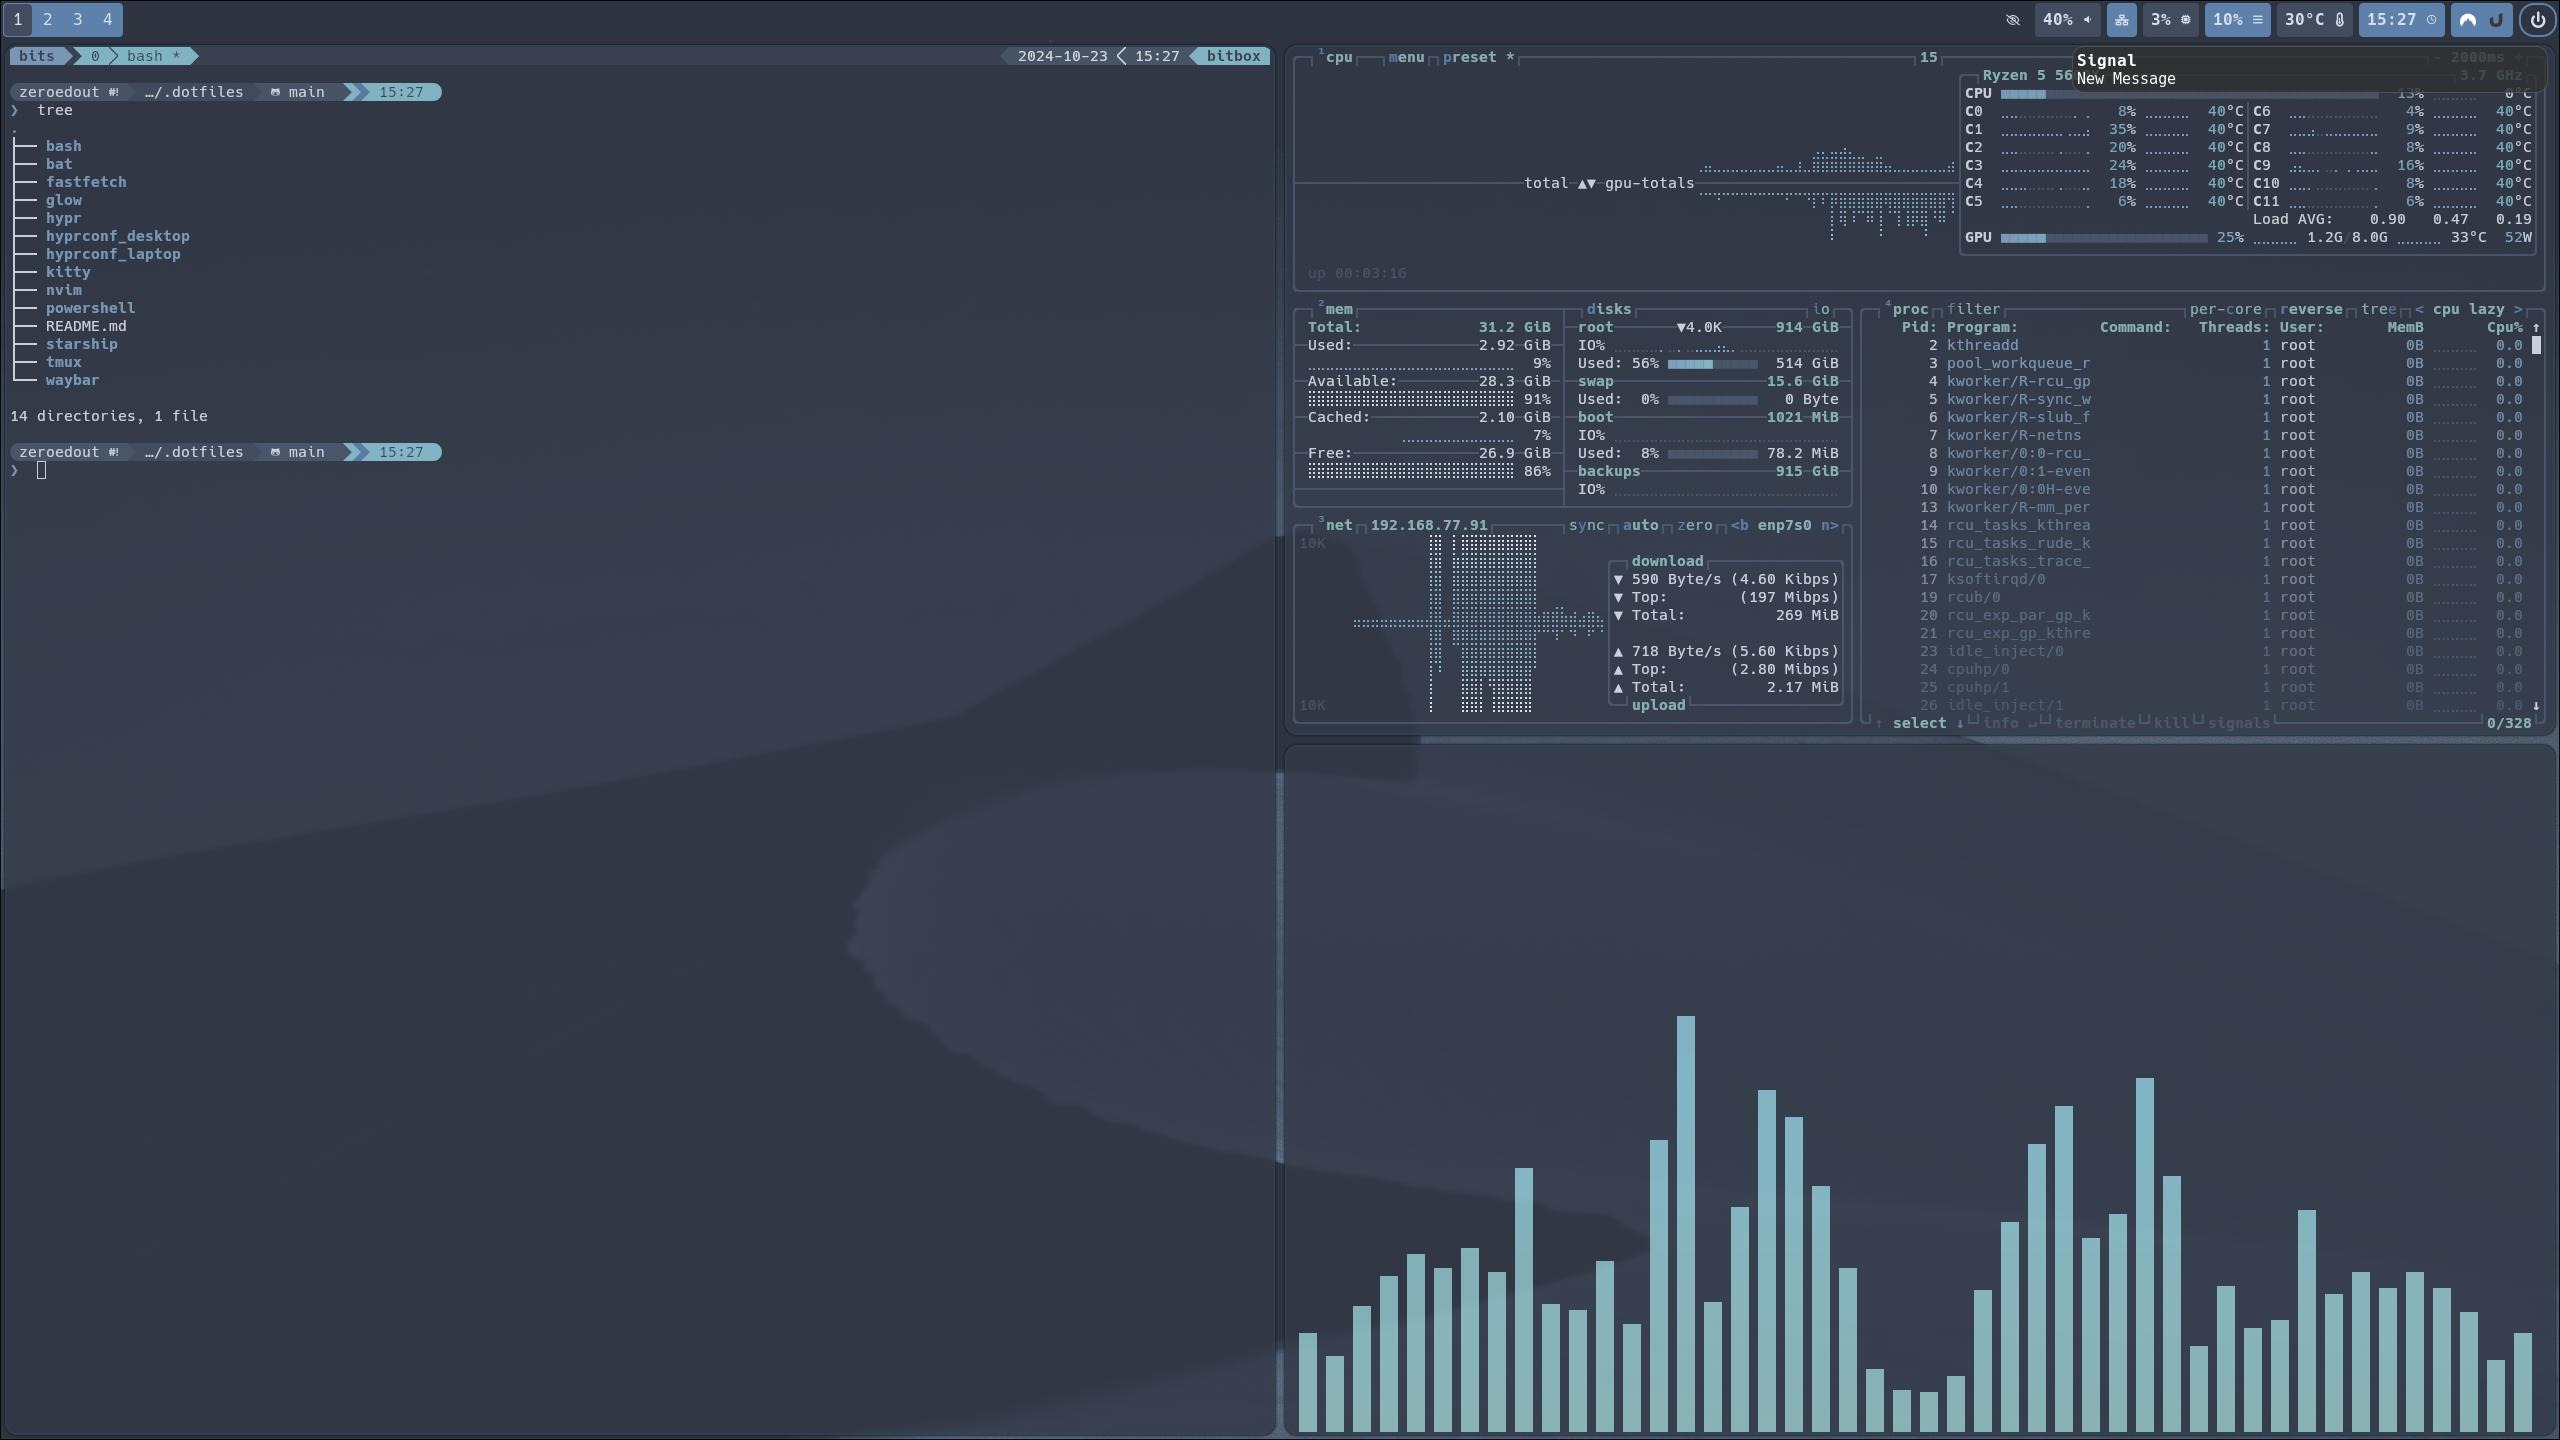 1 2 3 4
40% 3% 10% 30°C 15:27
bits 0 bash *
2024-10-23 15:27 bitbox
zeroedout #! …/.dotfiles main 15:27
❯ tree
.
├── bash
├── bat
├── fastfetch
├── glow
├── hypr
├── hyprconf_desktop
├── hyprconf_laptop
├── kitty
├── nvim
├── powershell
├── README.md
├── starship
├── tmux
└── waybar
14 directories, 1 file
zeroedout #! …/.dotfiles main 15:27
❯
Signal
New Message
¹cpu menu preset * 15 - 2000ms +
Ryzen 5 56 3.7 GHz
CPU 13% 0°C
C0 8% 40°C C6 4% 40°C
C1 35% 40°C C7 9% 40°C
C2 20% 40°C C8 8% 40°C
C3 24% 40°C C9 16% 40°C
total ▲▼ gpu-totals
C4 18% 40°C C10 8% 40°C
C5 6% 40°C C11 6% 40°C
Load AVG: 0.90 0.47 0.19
GPU 25% 1.2G/8.0G 33°C 52W
up 00:03:16
²mem
Total: 31.2 GiB
Used: 2.92 GiB
9%
Available: 28.3 GiB
91%
Cached: 2.10 GiB
7%
Free: 26.9 GiB
86%
disks io
root ▼4.0K 914 GiB
IO%
Used: 56% 514 GiB
swap 15.6 GiB
Used: 0% 0 Byte
boot 1021 MiB
IO%
Used: 8% 78.2 MiB
backups 915 GiB
IO%
³net 192.168.77.91 sync auto zero <b enp7s0 n>
10K
download
▼ 590 Byte/s (4.60 Kibps)
▼ Top: (197 Mibps)
▼ Total: 269 MiB
▲ 718 Byte/s (5.60 Kibps)
▲ Top: (2.80 Mibps)
▲ Total: 2.17 MiB
upload
10K
⁴proc filter per-core reverse tree < cpu lazy >
Pid: Program: Command: Threads: User: MemB Cpu% ↑
2 kthreadd 1 root 0B 0.0
3 pool_workqueue_r 1 root 0B 0.0
4 kworker/R-rcu_gp 1 root 0B 0.0
5 kworker/R-sync_w 1 root 0B 0.0
6 kworker/R-slub_f 1 root 0B 0.0
7 kworker/R-netns 1 root 0B 0.0
8 kworker/0:0-rcu_ 1 root 0B 0.0
9 kworker/0:1-even 1 root 0B 0.0
10 kworker/0:0H-eve 1 root 0B 0.0
13 kworker/R-mm_per 1 root 0B 0.0
14 rcu_tasks_kthrea 1 root 0B 0.0
15 rcu_tasks_rude_k 1 root 0B 0.0
16 rcu_tasks_trace_ 1 root 0B 0.0
17 ksoftirqd/0 1 root 0B 0.0
19 rcub/0 1 root 0B 0.0
20 rcu_exp_par_gp_k 1 root 0B 0.0
21 rcu_exp_gp_kthre 1 root 0B 0.0
23 idle_inject/0 1 root 0B 0.0
24 cpuhp/0 1 root 0B 0.0
25 cpuhp/1 1 root 0B 0.0
26 idle_inject/1 1 root 0B 0.0 ↓
↑ select ↓ info ↵ terminate kill signals 0/328